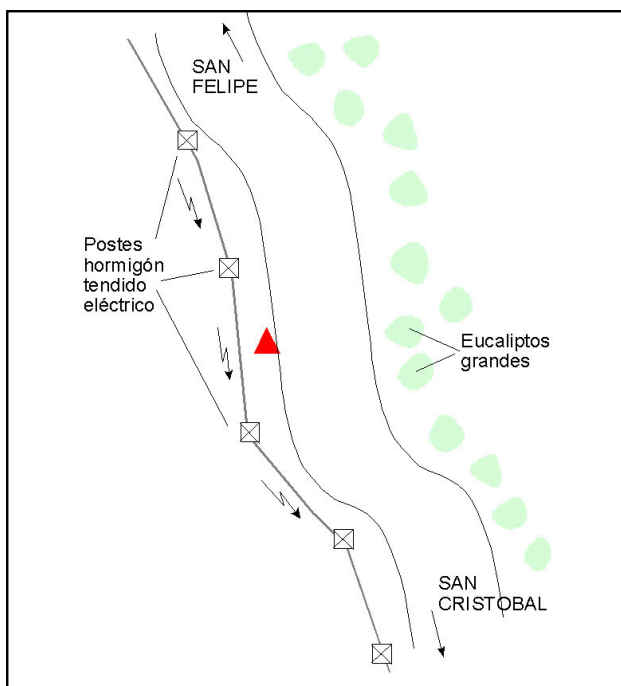 SAN
FELIPE
Postes
hormigón
tendido
eléctrico
Eucaliptos
grandes
SAN
CRISTOBAL